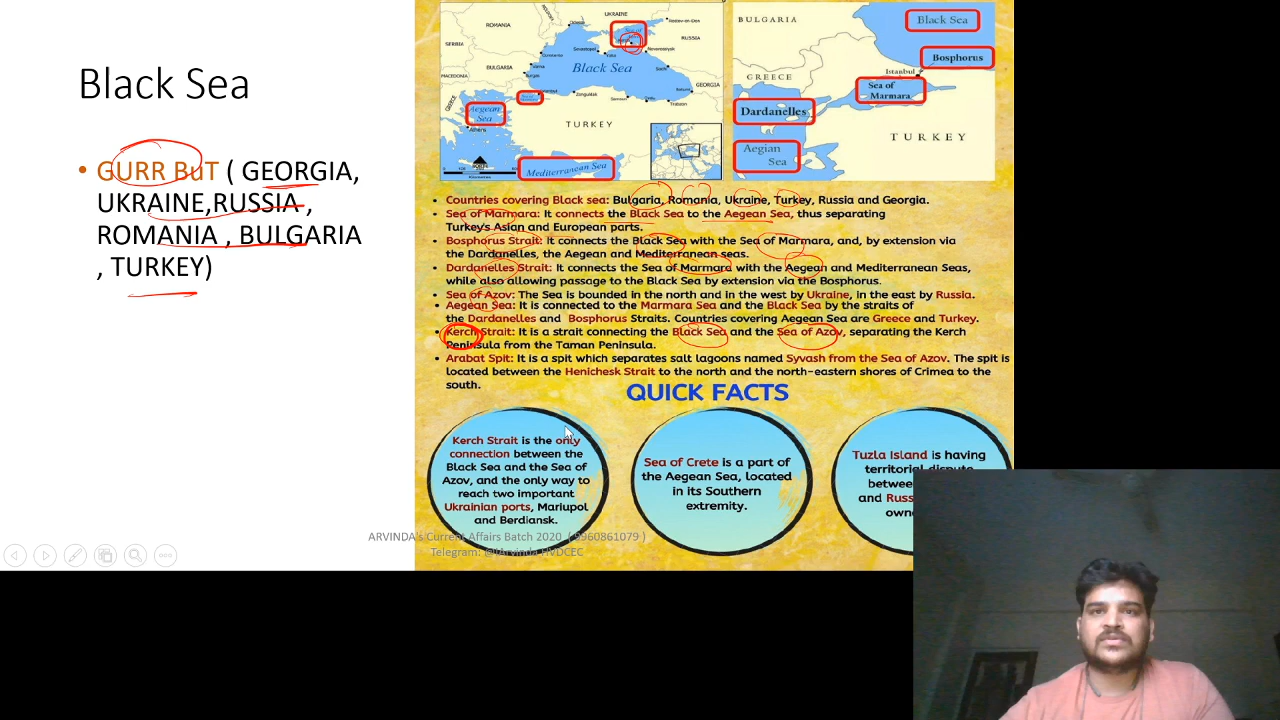 Black Sea
• GURR BuT ( GEORGIA,
UKRAINE,RUSSIA ,
ROMANIA , BULGARIA
, TURKEY)
UKRAINE
ROMANIA
RUSSIA
SERBIA
BULGARIA
MACEDONIA
GREECE
Black Sea
GEORGIA
Aegean
Sea
Athens
TURKEY
Mediterranean Sea
BULGARIA
Black Sea
Bosphorus
Istanbul
GREECE
Sea of
Marmara
Dardanelles
TURKEY
Aegian
Sea
• Countries covering Black sea: Bulgaria, Romania, Ukraine, Turkey, Russia and Georgia.
• Sea of Marmara: It connects the Black Sea to the Aegean Sea, thus separating
Turkey's Asian and European parts.
• Bosphorus Strait: It connects the Black Sea with the Sea of Marmara, and, by extension via
the Dardanelles, the Aegean and Mediterranean seas.
• Dardanelles Strait: It connects the Sea of Marmara with the Aegean and Mediterranean Seas,
while also allowing passage to the Black Sea by extension via the Bosphorus.
• Sea of Azov: The Sea is bounded in the north and in the west by Ukraine, in the east by Russia.
• Aegean Sea: It is connected to the Marmara Sea and the Black Sea by the straits of
the Dardanelles and Bosphorus Straits. Countries covering Aegean Sea are Greece and Turkey.
• Kerch Strait: It is a strait connecting the Black Sea and the Sea of Azov, separating the Kerch
Peninsula from the Taman Peninsula.
• Arabat Spit: It is a spit which separates salt lagoons named Syvash from the Sea of Azov. The spit is
located between the Henichesk Strait to the north and the north-eastern shores of Crimea to the
south.
QUICK FACTS
Kerch Strait is the only
connection between the
Black Sea and the Sea of
Azov, and the only way to
reach two important
Ukrainian ports, Mariupol
and Berdiansk.
Sea of Crete is a part of
the Aegean Sea, located
in its Southern
extremity.
Tuzla Island is having
territorial dispute
betwe
and Russ
own
ARVINDA's Current Affairs Batch 2020 ( 9960861079 )
Telegram: @Arvinda HVDCEC